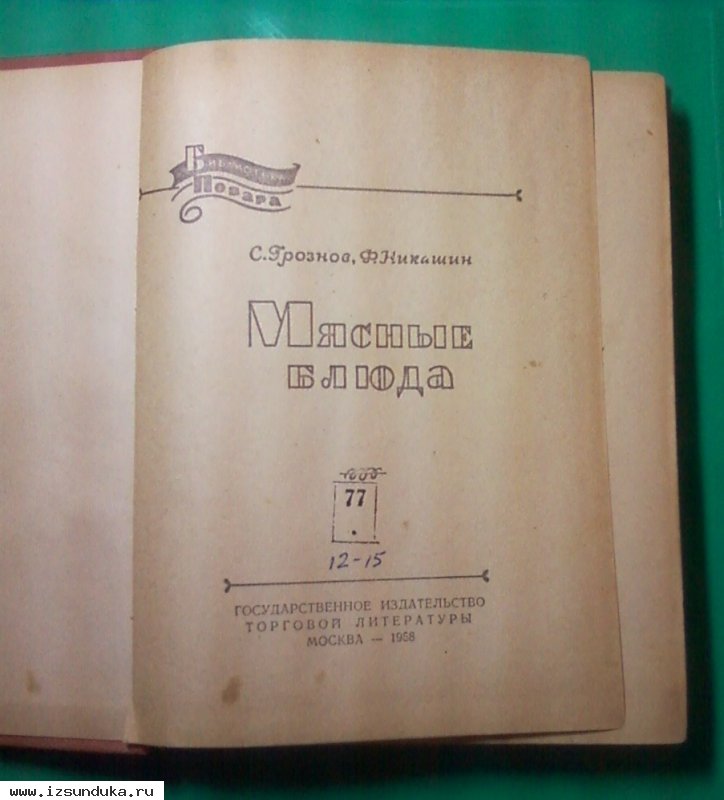 Библиотека
Повара
С. Грознов, Ф. Никашин
Мясные
блюда
77
12-15
ГОСУДАРСТВЕННОЕ ИЗДАТЕЛЬСТВО
ТОРГОВОЙ ЛИТЕРАТУРЫ
МОСКВА — 1958
www.izsunduka.ru